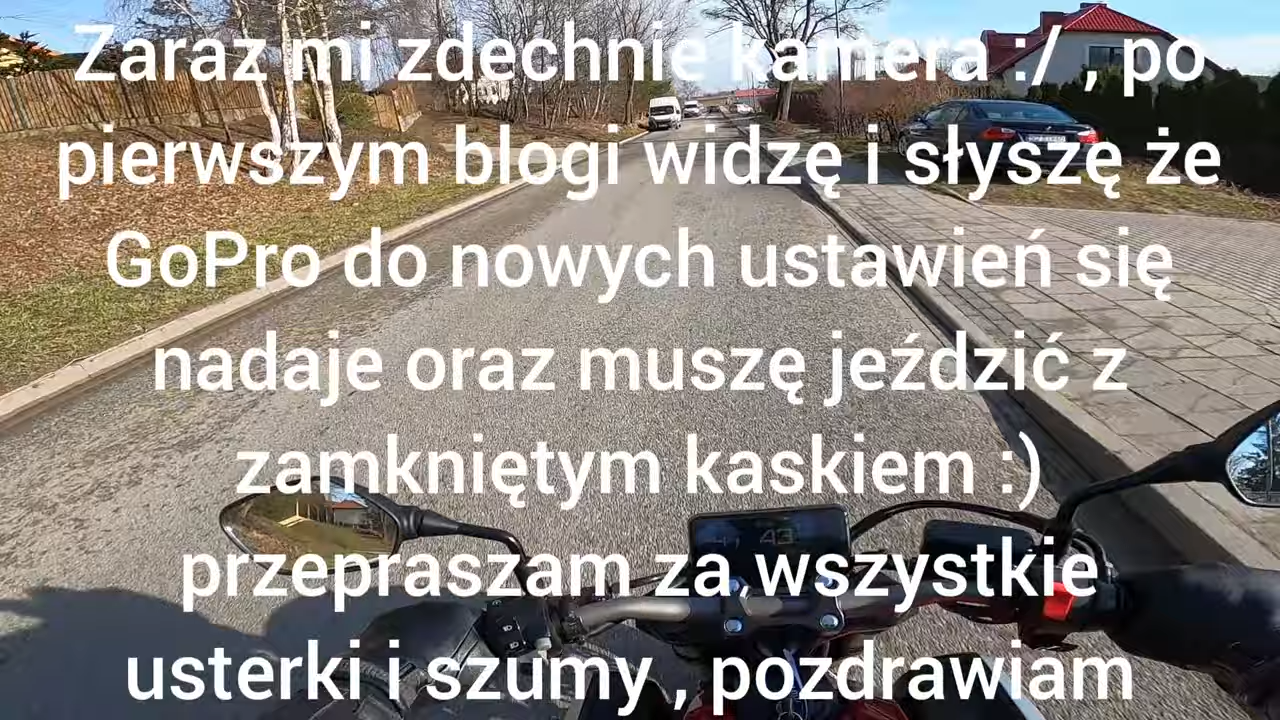 Zaraz mi zdechnie kamera :/ , po
pierwszym blogi widzę i słyszę że
GoPro do nowych ustawień się
nadaje oraz muszę jeździć z
zamkniętym kaskiem :)
przepraszam za wszystkie
usterki i szumy , pozdrawiam